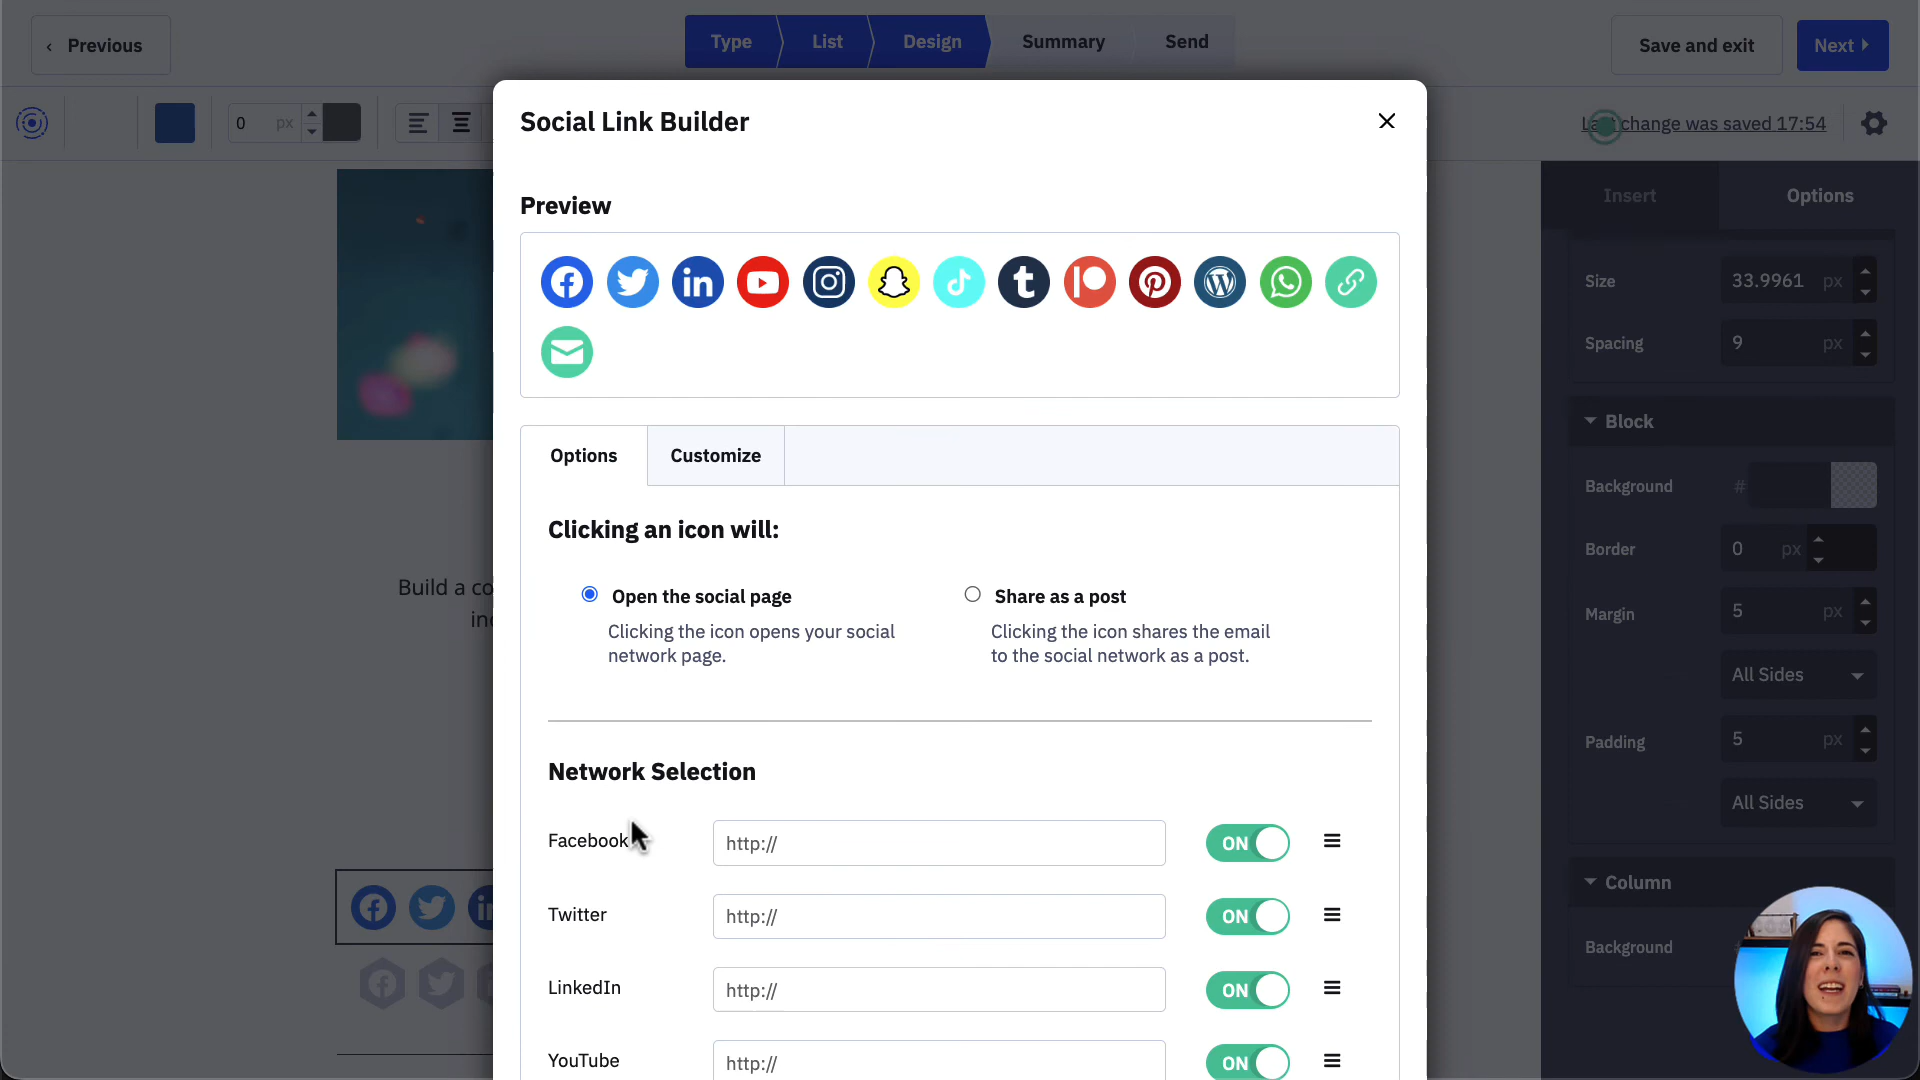 ‹ Previous
Type
List
Design
Summary
Send
Save and exit
Next
0 px
change was saved 17:54
Social Link Builder
Preview
Insert
Options
Size
33.9961 px
Spacing
9 px
Block
Background
#
Border
0 px
Margin
5 px
All Sides
Padding
5 px
All Sides
Column
Background
Options
Customize
Clicking an icon will:
Open the social page
Clicking the icon opens your social
network page.
Share as a post
Clicking the icon shares the email
to the social network as a post.
Network Selection
Facebook
http://
ON
Twitter
http://
ON
LinkedIn
http://
ON
YouTube
http://
ON
Build a co
in